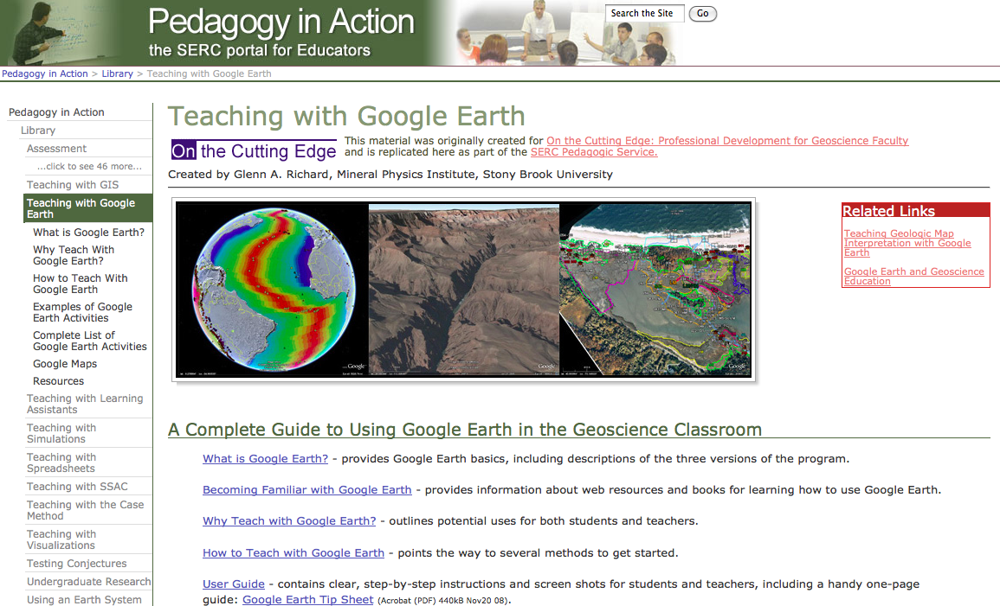 Pedagogy in Action
the SERC portal for Educators
Search the Site
Go
Pedagogy in Action > Library > Teaching with Google Earth
Pedagogy in Action
Library
Assessment
...click to see 46 more...
Teaching with GIS
Teaching with Google
Earth
What is Google Earth?
Why Teach With
Google Earth?
How to Teach With
Google Earth
Examples of Google
Earth Activities
Complete List of
Google Earth Activities
Google Maps
Resources
Teaching with Learning
Assistants
Teaching with
Simulations
Teaching with
Spreadsheets
Teaching with SSAC
Teaching with the Case
Method
Teaching with
Visualizations
Testing Conjectures
Undergraduate Research
Using an Earth System
Teaching with Google Earth
On the Cutting Edge
This material was originally created for On the Cutting Edge: Professional Development for Geoscience Faculty
and is replicated here as part of the SERC Pedagogic Service.
Created by Glenn A. Richard, Mineral Physics Institute, Stony Brook University
Google
Google
Google
Related Links
Teaching Geologic Map
Interpretation with Google
Earth
Google Earth and Geoscience
Education
A Complete Guide to Using Google Earth in the Geoscience Classroom
What is Google Earth? - provides Google Earth basics, including descriptions of the three versions of the program.
Becoming Familiar with Google Earth - provides information about web resources and books for learning how to use Google Earth.
Why Teach with Google Earth? - outlines potential uses for both students and teachers.
How to Teach with Google Earth - points the way to several methods to get started.
User Guide - contains clear, step-by-step instructions and screen shots for students and teachers, including a handy one-page
guide: Google Earth Tip Sheet (Acrobat (PDF) 440kB Nov20 08).